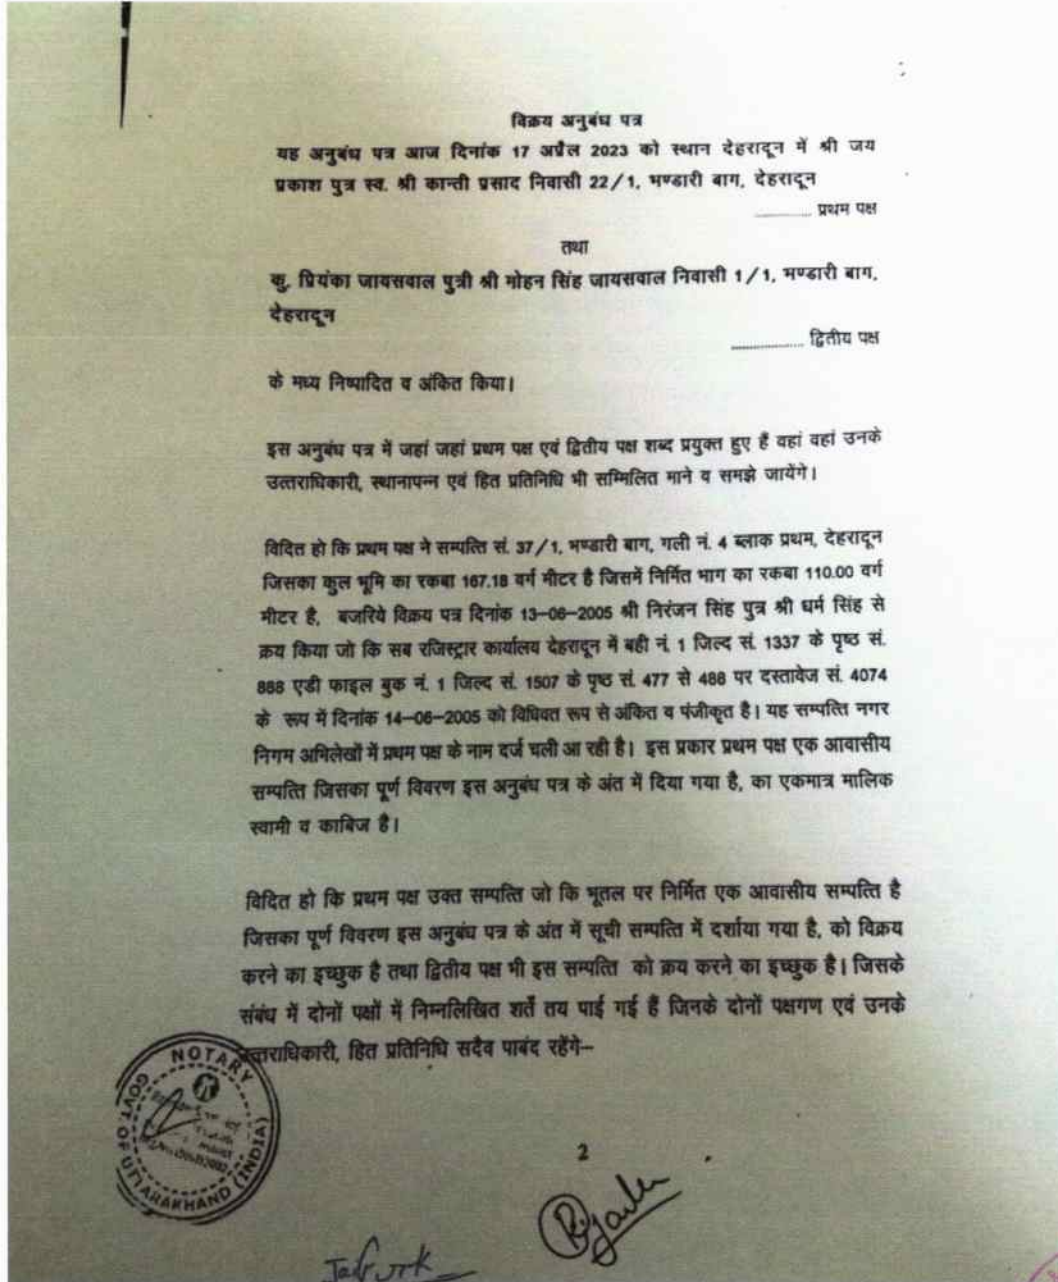 विक्रय अनुबंध पत्र
यह अनुबंध पत्र आज दिनांक 17 अप्रैल 2023 को स्थान देहरादून में श्री जय
प्रकाश पुत्र स्व. श्री कान्ती प्रसाद निवासी 22/1, भण्डारी बाग, देहरादून
............... प्रथम पक्ष
तथा
कु. प्रियंका जायसवाल पुत्री श्री मोहन सिंह जायसवाल निवासी 1/1, भण्डारी बाग,
देहरादून
.................... द्वितीय पक्ष
के मध्य निष्पादित व अंकित किया।
इस अनुबंध पत्र में जहां जहां प्रथम पक्ष एवं द्वितीय पक्ष शब्द प्रयुक्त हुए हैं वहां वहां उनके
उत्तराधिकारी, स्थानापन्न एवं हित प्रतिनिधि भी सम्मिलित माने व समझे जायेंगे।
विदित हो कि प्रथम पक्ष ने सम्पत्ति सं. 37/1, भण्डारी बाग, गली नं. 4 ब्लाक प्रथम, देहरादून
जिसका कुल भूमि का रकबा 167.18 वर्ग मीटर है जिसमें निर्मित भाग का रकबा 110.00 वर्ग
मीटर है, बजरिये विक्रय पत्र दिनांक 13-06-2005 श्री निरंजन सिंह पुत्र श्री धर्म सिंह से
क्रय किया जो कि सब रजिस्ट्रार कार्यालय देहरादून में बही नं. 1 जिल्द सं. 1337 के पृष्ठ सं.
868 एडी फाइल बुक नं. 1 जिल्द सं. 1507 के पृष्ठ सं. 477 से 488 पर दस्तावेज सं. 4074
के रूप में दिनांक 14-06-2005 को विधिवत रूप से अंकित व पंजीकृत है। यह सम्पत्ति नगर
निगम अभिलेखों में प्रथम पक्ष के नाम दर्ज चली आ रही है। इस प्रकार प्रथम पक्ष एक आवासीय
सम्पत्ति जिसका पूर्ण विवरण इस अनुबंध पत्र के अंत में दिया गया है, का एकमात्र मालिक
स्वामी व काबिज है।
विदित हो कि प्रथम पक्ष उक्त सम्पत्ति जो कि भूतल पर निर्मित एक आवासीय सम्पत्ति है
जिसका पूर्ण विवरण इस अनुबंध पत्र के अंत में सूची सम्पत्ति में दर्शाया गया है, को विक्रय
करने का इच्छुक है तथा द्वितीय पक्ष भी इस सम्पत्ति को क्रय करने का इच्छुक है। जिसके
संबंध में दोनों पक्षों में निम्नलिखित शर्तें तय पाई गई हैं जिनके दोनों पक्षगण एवं उनके
उत्तराधिकारी, हित प्रतिनिधि सदैव पाबंद रहेंगे-
NOTARY
GOVT. OF UTTARAKHAND (INDIA)
2